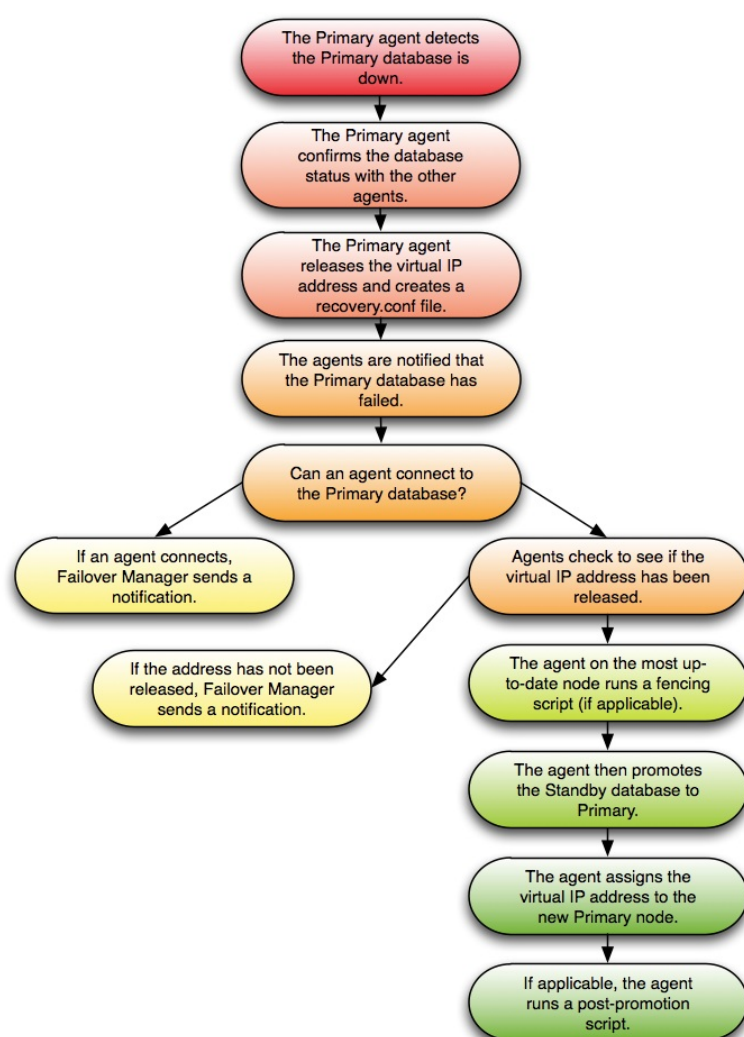 The Primary agent detects
the Primary database is
down.
The Primary agent
confirms the database
status with the other
agents.
The Primary agent
releases the virtual IP
address and creates a
recovery.conf file.
The agents are notified that
the Primary database has
failed.
Can an agent connect to
the Primary database?
If an agent connects,
Failover Manager sends a
notification.
Agents check to see if the
virtual IP address has been
released.
If the address has not been
released, Failover Manager
sends a notification.
The agent on the most up-
to-date node runs a fencing
script (if applicable).
The agent then promotes
the Standby database to
Primary.
The agent assigns the
virtual IP address to the
new Primary node.
If applicable, the agent
runs a post-promotion
script.